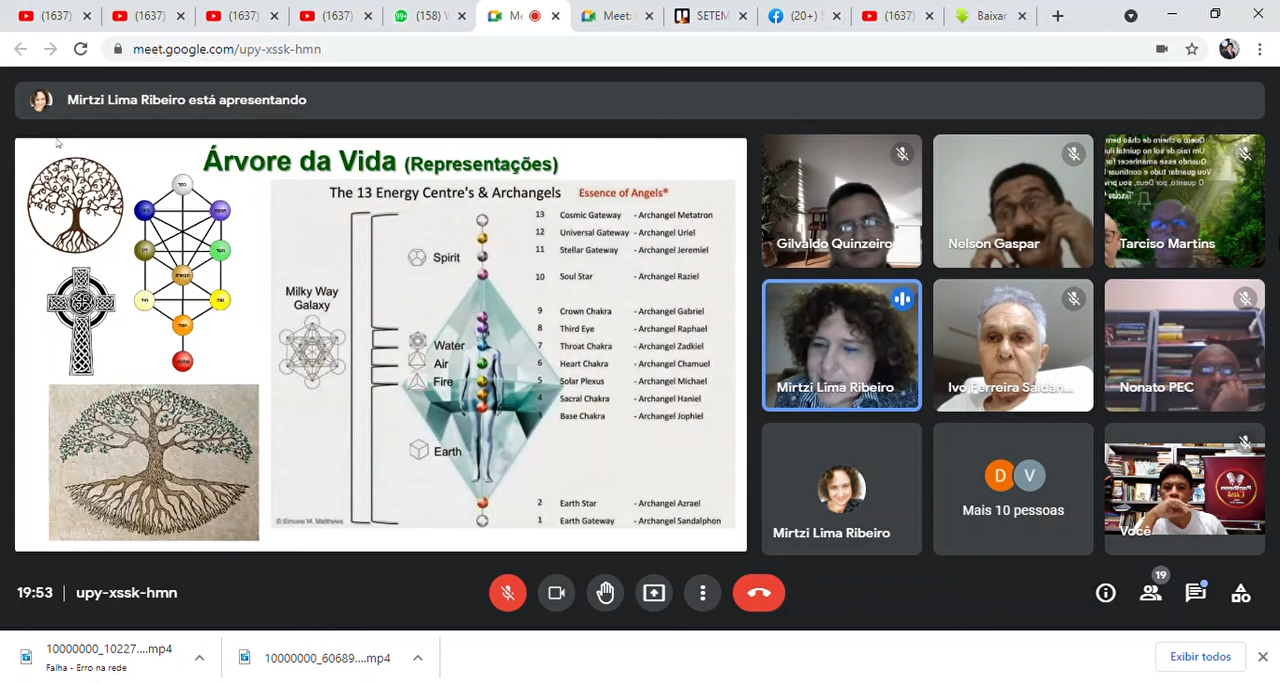 (1637)
(1637)
(1637)
(1637)
99+
(158) W
Meet:
SETEM
(20+)
(1637)
Baixar
meet.google.com/upy-xssk-hmn
Mirtzi Lima Ribeiro está apresentando
Árvore da Vida (Representações)
The 13 Energy Centre's & Archangels
Essence of Angels®
13 Cosmic Gateway - Archangel Metatron
12 Universal Gateway - Archangel Uriel
11 Stellar Gateway - Archangel Jeremiel
Spirit
10 Soul Star - Archangel Raziel
Milky Way
Galaxy
9 Crown Chakra - Archangel Gabriel
8 Third Eye - Archangel Raphael
Water
7 Throat Chakra - Archangel Zadkiel
Air
6 Heart Chakra - Archangel Chamuel
Fire
5 Solar Plexus - Archangel Michael
4 Sacral Chakra - Archangel Haniel
3 Base Chakra - Archangel Jophiel
Earth
2 Earth Star - Archangel Azrael
1 Earth Gateway - Archangel Sandalphon
© Simone M. Matthews
Gilvaldo Quinzeiro
Nelson Gaspar
Tarciso Martins
Mirtzi Lima Ribeiro
Ivo Ferreira Saldan...
Nonato PEC
Mirtzi Lima Ribeiro
D
V
Mais 10 pessoas
Você
19:53
upy-xssk-hmn
19
10000000_10227....mp4
Falha - Erro na rede
10000000_60689....mp4
Exibir todos